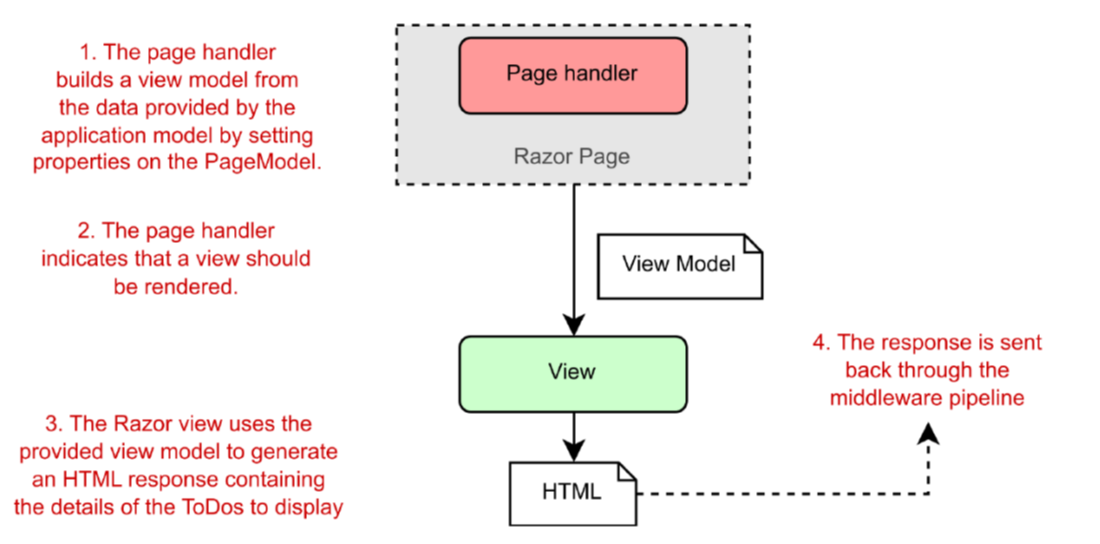 1. The page handler
builds a view model from
the data provided by the
application model by setting
properties on the PageModel.
Page handler
Razor Page
2. The page handler
indicates that a view should
be rendered.
View Model
View
4. The response is sent
back through the
middleware pipeline
3. The Razor view uses the
provided view model to generate
an HTML response containing
the details of the ToDos to display
HTML